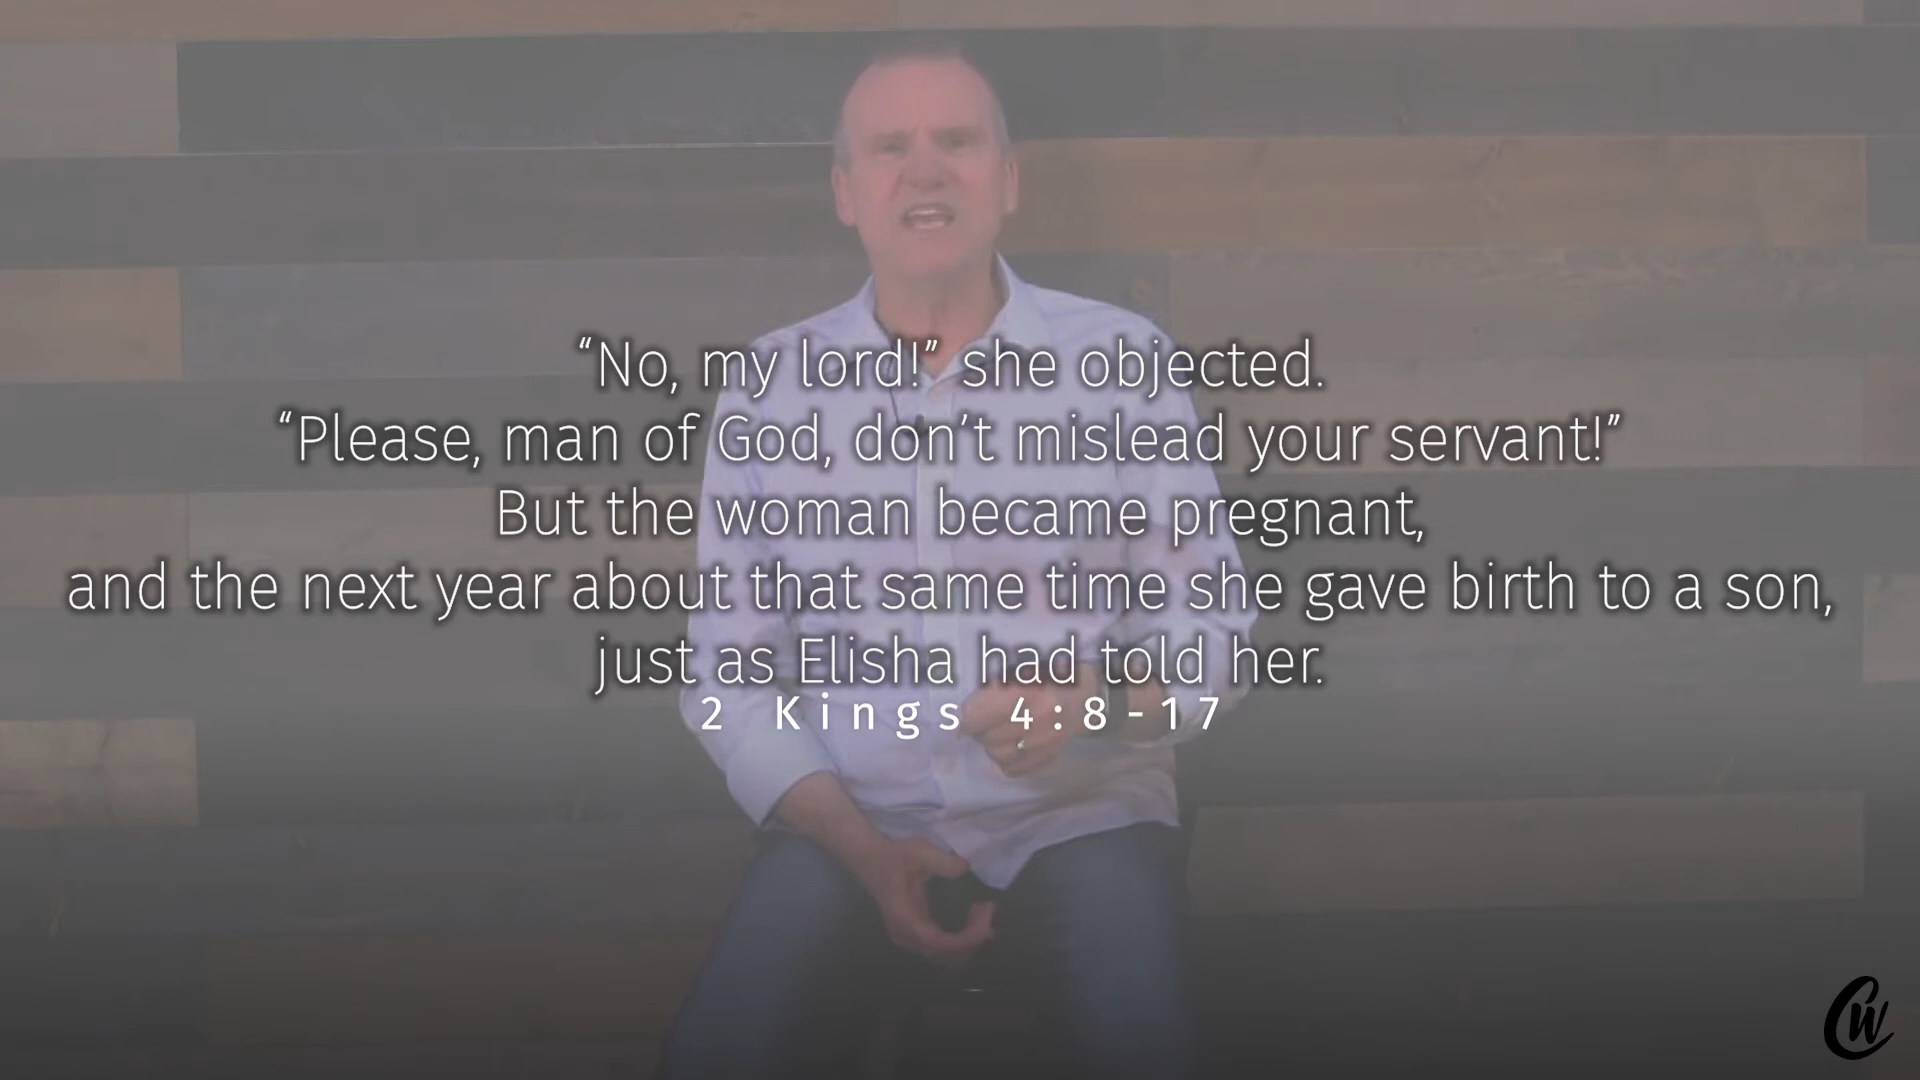 “No, my lord!” she objected.
“Please, man of God, don’t mislead your servant!”
But the woman became pregnant,
and the next year about that same time she gave birth to a son,
just as Elisha had told her.
2 Kings 4:8-17
CW